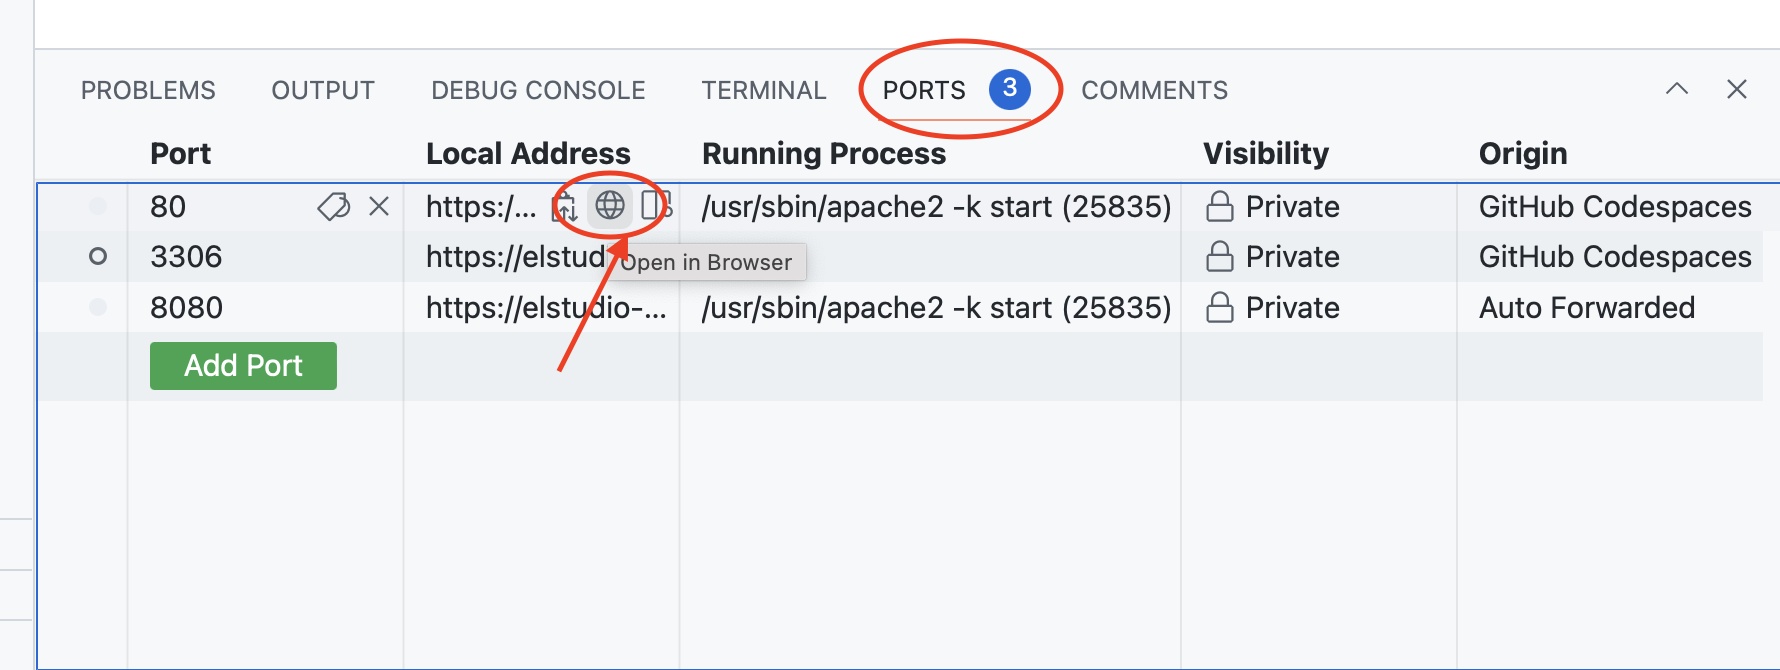 PROBLEMS OUTPUT DEBUG CONSOLE TERMINAL PORTS 3 COMMENTS
Port Local Address Running Process Visibility Origin
80 https:/... /usr/sbin/apache2 -k start (25835) Private GitHub Codespaces
3306 https://elstud Private GitHub Codespaces
Open in Browser
8080 https://elstudio-... /usr/sbin/apache2 -k start (25835) Private Auto Forwarded
Add Port